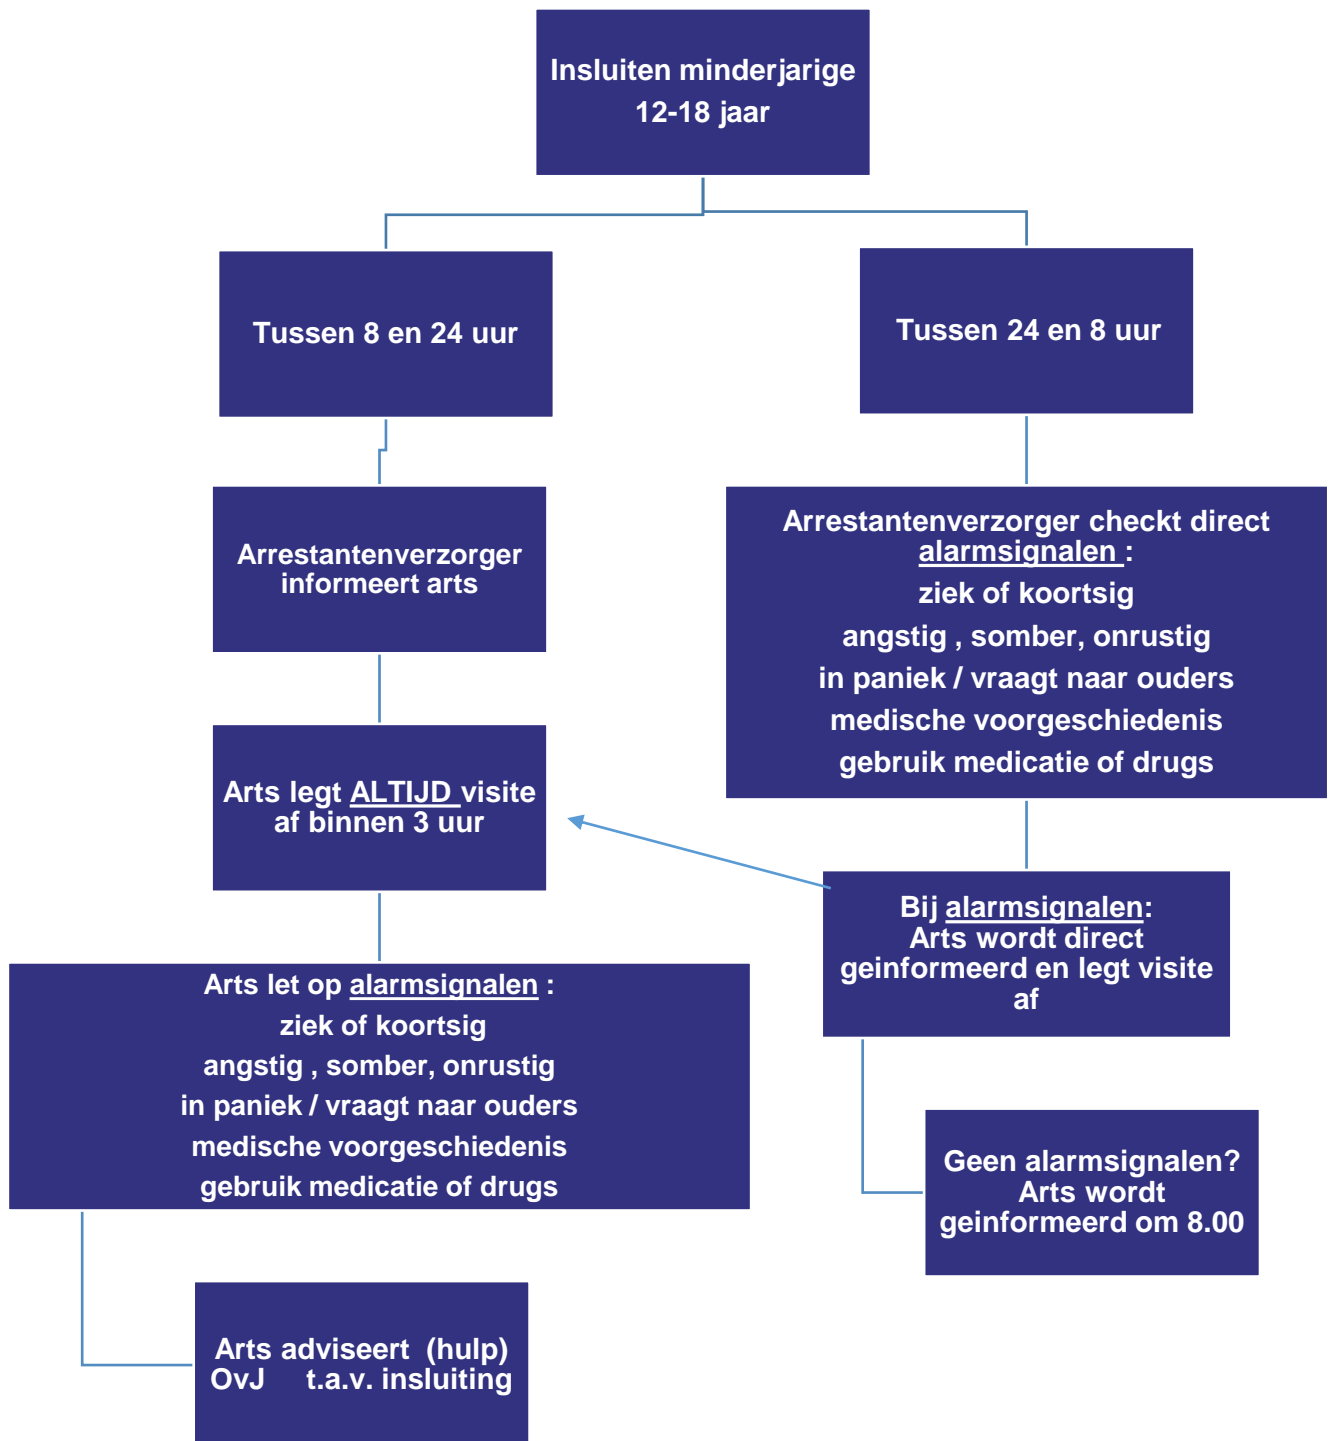 Insluiten minderjarige
12-18 jaar
Tussen 8 en 24 uur
Tussen 24 en 8 uur
Arrestantenverzorger
informeert arts
Arrestantenverzorger checkt direct
alarmsignalen :
ziek of koortsig
angstig , somber, onrustig
in paniek / vraagt naar ouders
medische voorgeschiedenis
gebruik medicatie of drugs
Arts legt ALTIJD visite
af binnen 3 uur
Bij alarmsignalen:
Arts wordt direct
geinformeerd en legt visite
af
Arts let op alarmsignalen :
ziek of koortsig
angstig , somber, onrustig
in paniek / vraagt naar ouders
medische voorgeschiedenis
gebruik medicatie of drugs
Geen alarmsignalen?
Arts wordt
geinformeerd om 8.00
Arts adviseert (hulp)
OvJ t.a.v. insluiting